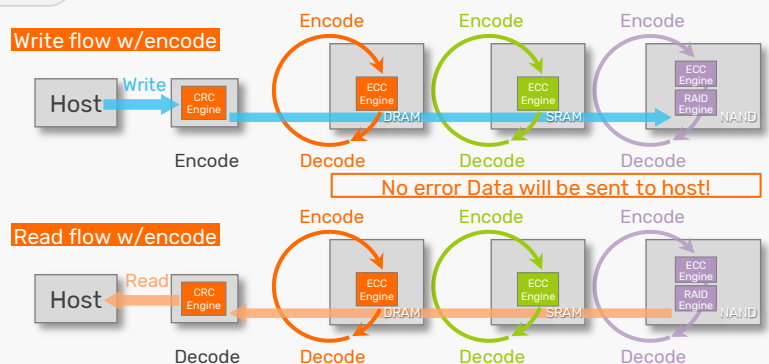 Encode Encode Encode
Write flow w/encode
Write
Host
CRC
Engine
ECC
Engine
DRAM
ECC
Engine
SRAM
ECC
Engine
RAID
Engine
NAND
Encode Decode Decode Decode
No error Data will be sent to host!
Encode Encode Encode
Read flow w/encode
Read
Host
CRC
Engine
ECC
Engine
DRAM
ECC
Engine
SRAM
ECC
Engine
RAID
Engine
NAND
Decode Decode Decode Decode